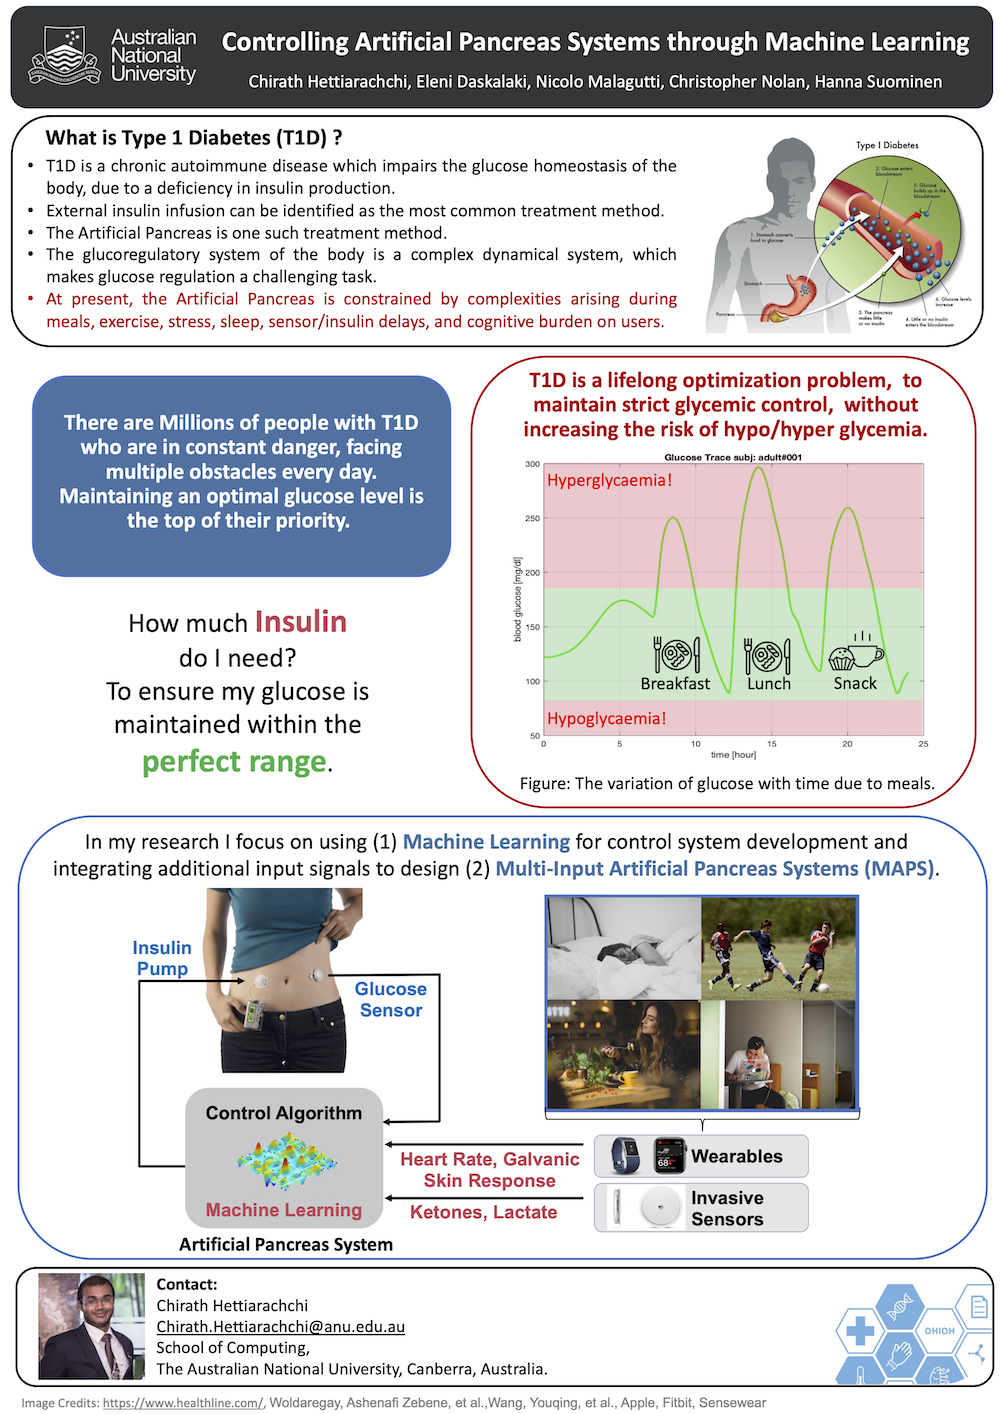 Australian
National
University
Controlling Artificial Pancreas Systems through Machine Learning
Chirath Hettiarachchi, Eleni Daskalaki, Nicolo Malagutti, Christopher Nolan, Hanna Suominen
What is Type 1 Diabetes (T1D) ?
• T1D is a chronic autoimmune disease which impairs the glucose homeostasis of the
body, due to a deficiency in insulin production.
• External insulin infusion can be identified as the most common treatment method.
• The Artificial Pancreas is one such treatment method.
• The glucoregulatory system of the body is a complex dynamical system, which
makes glucose regulation a challenging task.
• At present, the Artificial Pancreas is constrained by complexities arising during
meals, exercise, stress, sleep, sensor/insulin delays, and cognitive burden on users.
Type I Diabetes
2. Glucose enters
bloodstream
5. Glucose
builds up in the
bloodstream
1. Stomach converts
food to glucose
Stomach
Pancreas
3. The pancreas
makes little
or no insulin
4. Little or no insulin
enters the bloodstream
6. Glucose levels
increase
There are Millions of people with T1D
who are in constant danger, facing
multiple obstacles every day.
Maintaining an optimal glucose level is
the top of their priority.
How much Insulin
do I need?
To ensure my glucose is
maintained within the
perfect range.
T1D is a lifelong optimization problem, to
maintain strict glycemic control, without
increasing the risk of hypo/hyper glycemia.
Glucose Trace subj: adult#001
Hyperglycaemia!
300
250
200
150
100
50
blood glucose [mg/dl]
Breakfast
Lunch
Snack
Hypoglycaemia!
0 5 10 15 20 25
time [hour]
Figure: The variation of glucose with time due to meals.
In my research I focus on using (1) Machine Learning for control system development and
integrating additional input signals to design (2) Multi-Input Artificial Pancreas Systems (MAPS).
Insulin
Pump
Glucose
Sensor
Control Algorithm
Machine Learning
Artificial Pancreas System
Heart Rate, Galvanic
Skin Response
Ketones, Lactate
68
Wearables
Invasive
Sensors
Contact:
Chirath Hettiarachchi
Chirath.Hettiarachchi@anu.edu.au
School of Computing,
The Australian National University, Canberra, Australia.
OHIOH
Image Credits: https://www.healthline.com/, Woldaregay, Ashenafi Zebene, et al.,Wang, Youqing, et al., Apple, Fitbit, Sensewear